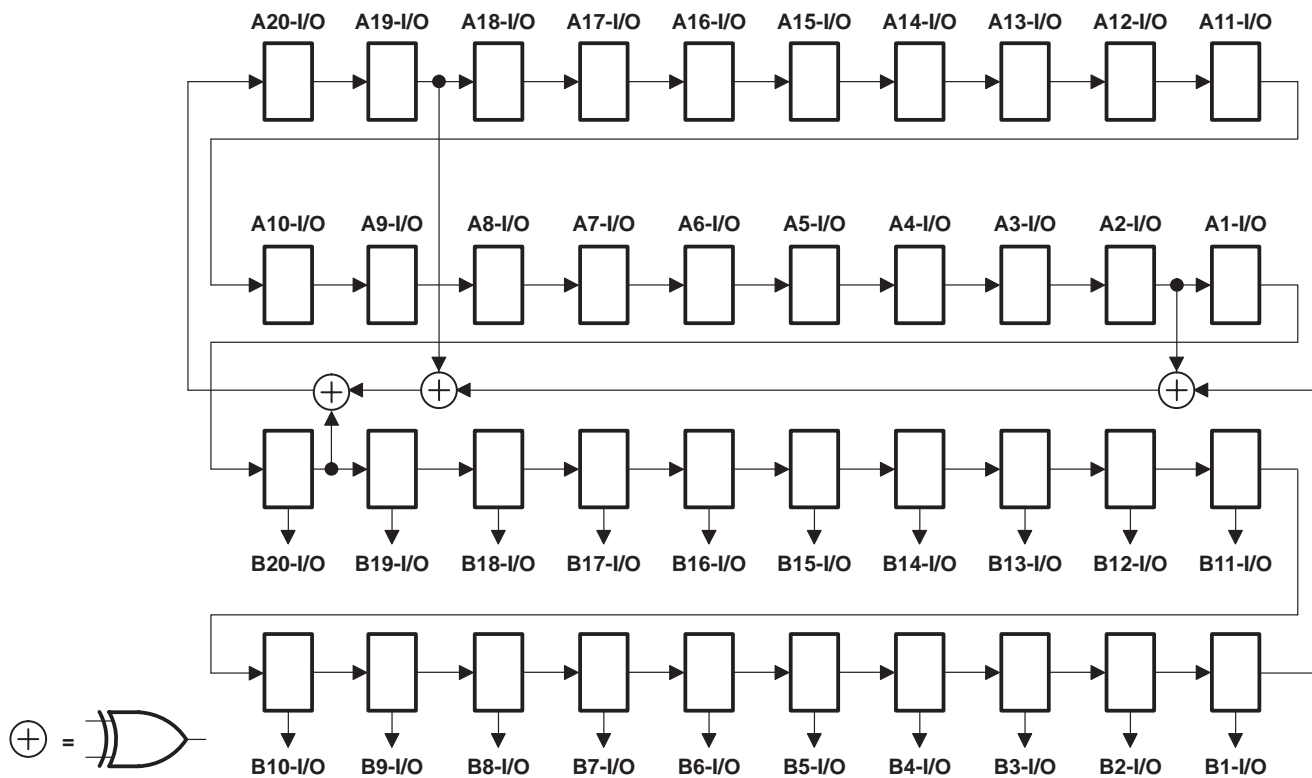 A20-I/O A19-I/O A18-I/O A17-I/O A16-I/O A15-I/O A14-I/O A13-I/O A12-I/O A11-I/O
A10-I/O A9-I/O A8-I/O A7-I/O A6-I/O A5-I/O A4-I/O A3-I/O A2-I/O A1-I/O
B20-I/O B19-I/O B18-I/O B17-I/O B16-I/O B15-I/O B14-I/O B13-I/O B12-I/O B11-I/O
=
B10-I/O B9-I/O B8-I/O B7-I/O B6-I/O B5-I/O B4-I/O B3-I/O B2-I/O B1-I/O